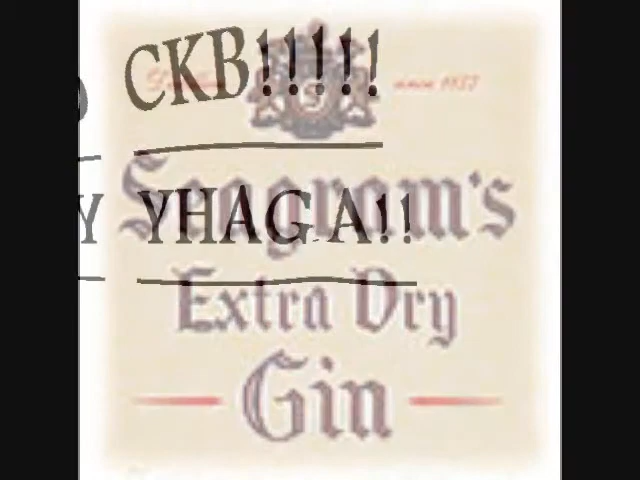 CKB!!!!!
since 1857
Y YHAGA!!
Seagram's
Extra Dry
Gin